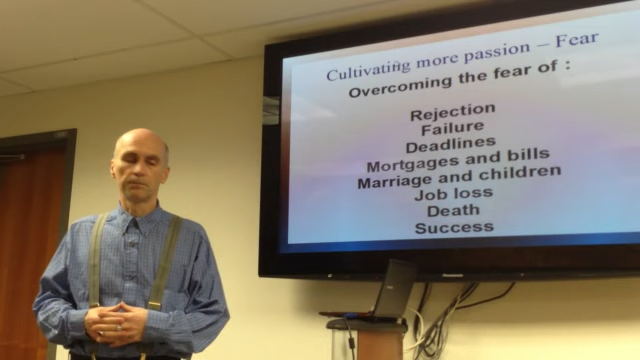 Cultivating more passion – Fear
Overcoming the fear of :
Rejection
Failure
Deadlines
Mortgages and bills
Marriage and children
Job loss
Death
Success
Panasonic